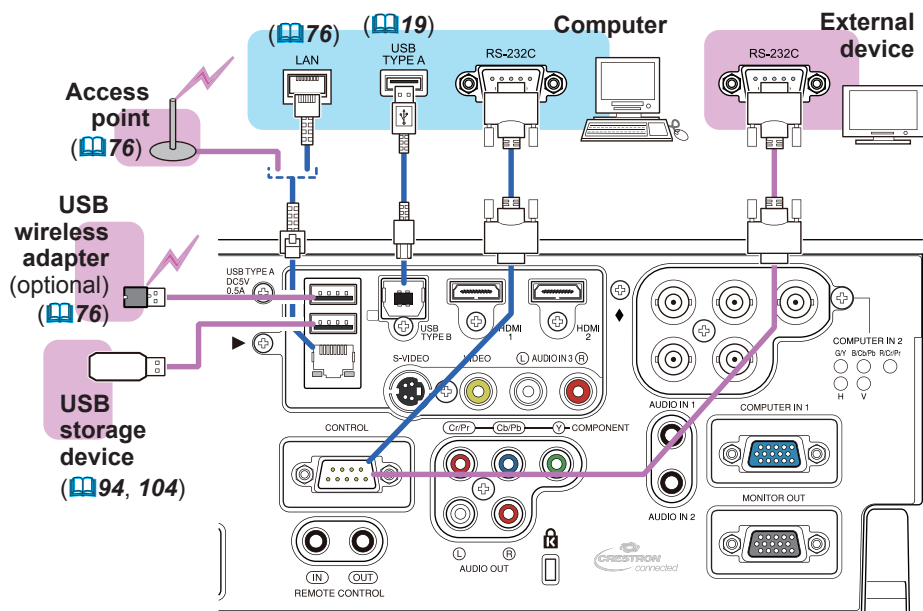 (76)
(19)
Computer
External
device
LAN
USB
TYPE A
RS-232C
RS-232C
Access
point
(76)
USB
wireless
adapter
(optional)
(76)
USB TYPE A
DC5V
0.5A
USB
TYPE B
HDMI
1
HDMI
2
S-VIDEO
VIDEO
L AUDIO IN 3 R
COMPUTER IN 2
G/Y B/Cb/Pb R/Cr/Pr
H V
USB
storage
device
(94, 104)
CONTROL
Cr/Pr Cb/Pb Y COMPONENT
AUDIO IN 1
COMPUTER IN 1
AUDIO IN 2
MONITOR OUT
L R
AUDIO OUT
K
CRESTRON
connected
IN OUT
REMOTE CONTROL